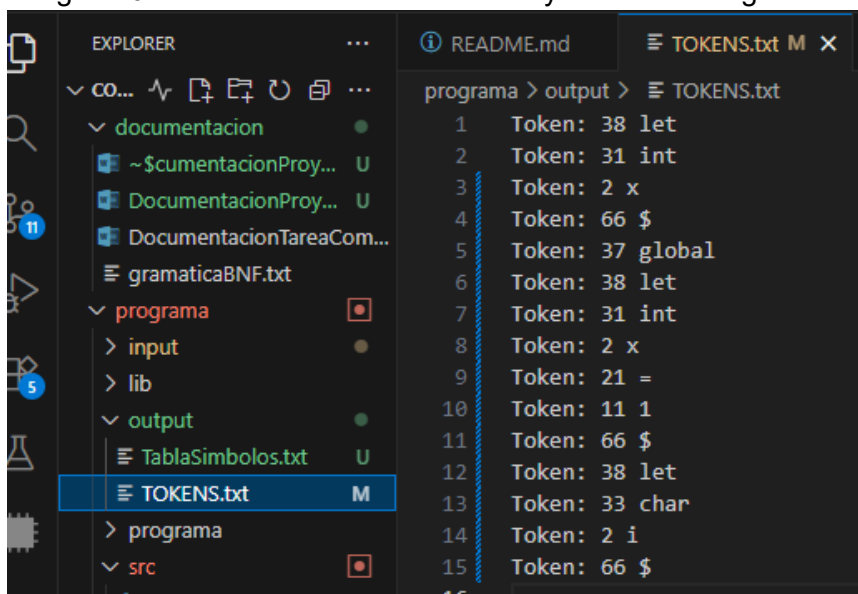 EXPLORER
README.md
TOKENS.txt M
CO...
programa > output > TOKENS.txt
documentacion
~$cumentacionProy... U
DocumentacionProy... U
DocumentacionTareaCom...
gramaticaBNF.txt
programa
input
lib
output
TablaSimbolos.txt U
TOKENS.txt M
programa
src
11
5
1 Token: 38 let
2 Token: 31 int
3 Token: 2 x
4 Token: 66 $
5 Token: 37 global
6 Token: 38 let
7 Token: 31 int
8 Token: 2 x
9 Token: 21 =
10 Token: 11 1
11 Token: 66 $
12 Token: 38 let
13 Token: 33 char
14 Token: 2 i
15 Token: 66 $